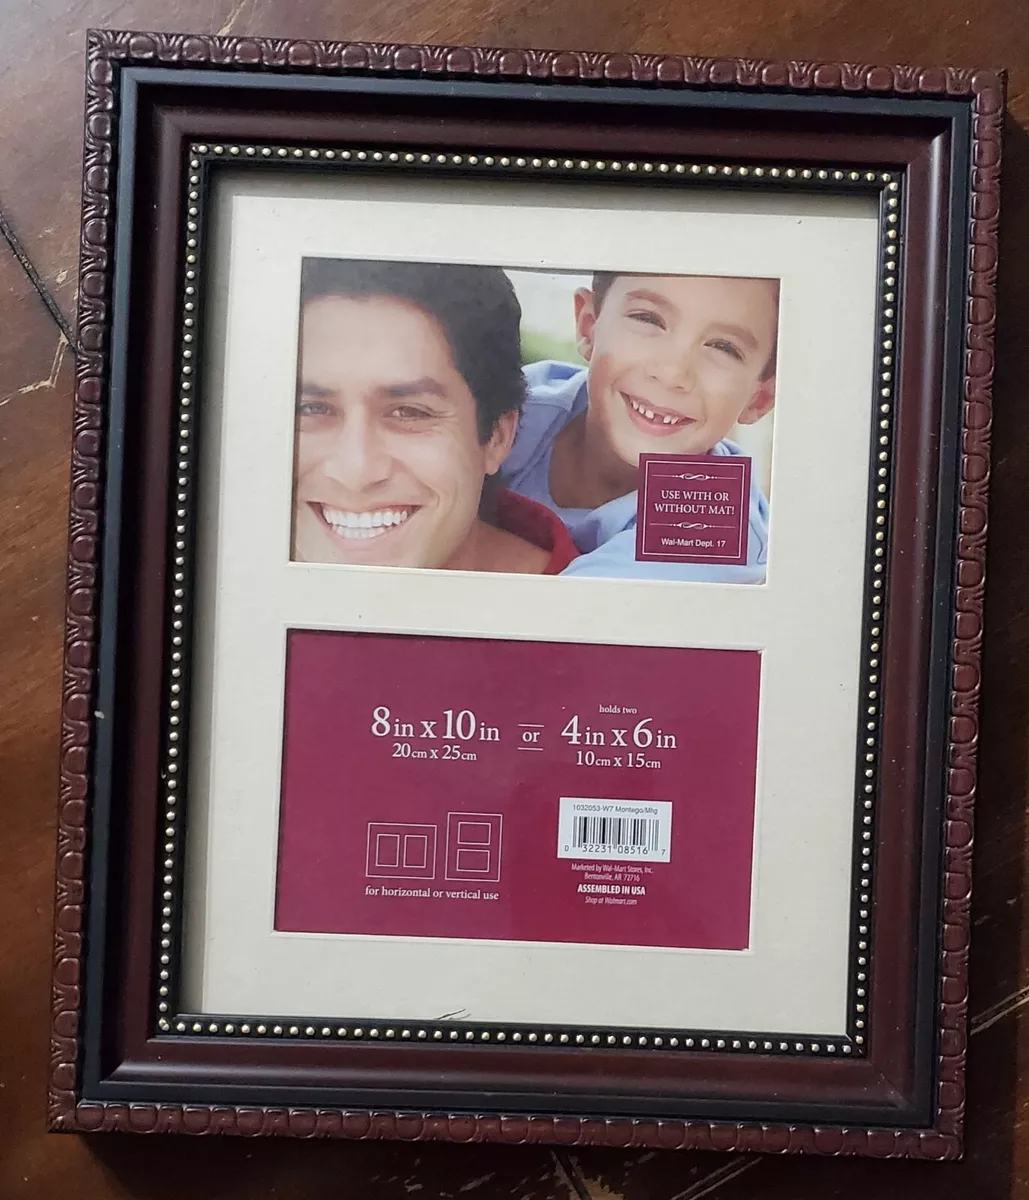 USE WITH OR
WITHOUT MAT!
Wal-Mart Dept. 17
8in x 10in
20cm x 25cm
or
holds two
4in x 6in
10cm x 15cm
for horizontal or vertical use
1032053-W7 Montego/Mhg
0 32231 08516 7
Marketed by Wal-Mart Stores, Inc.
Bentonville, AR 72716
ASSEMBLED IN USA
Shop at Walmart.com